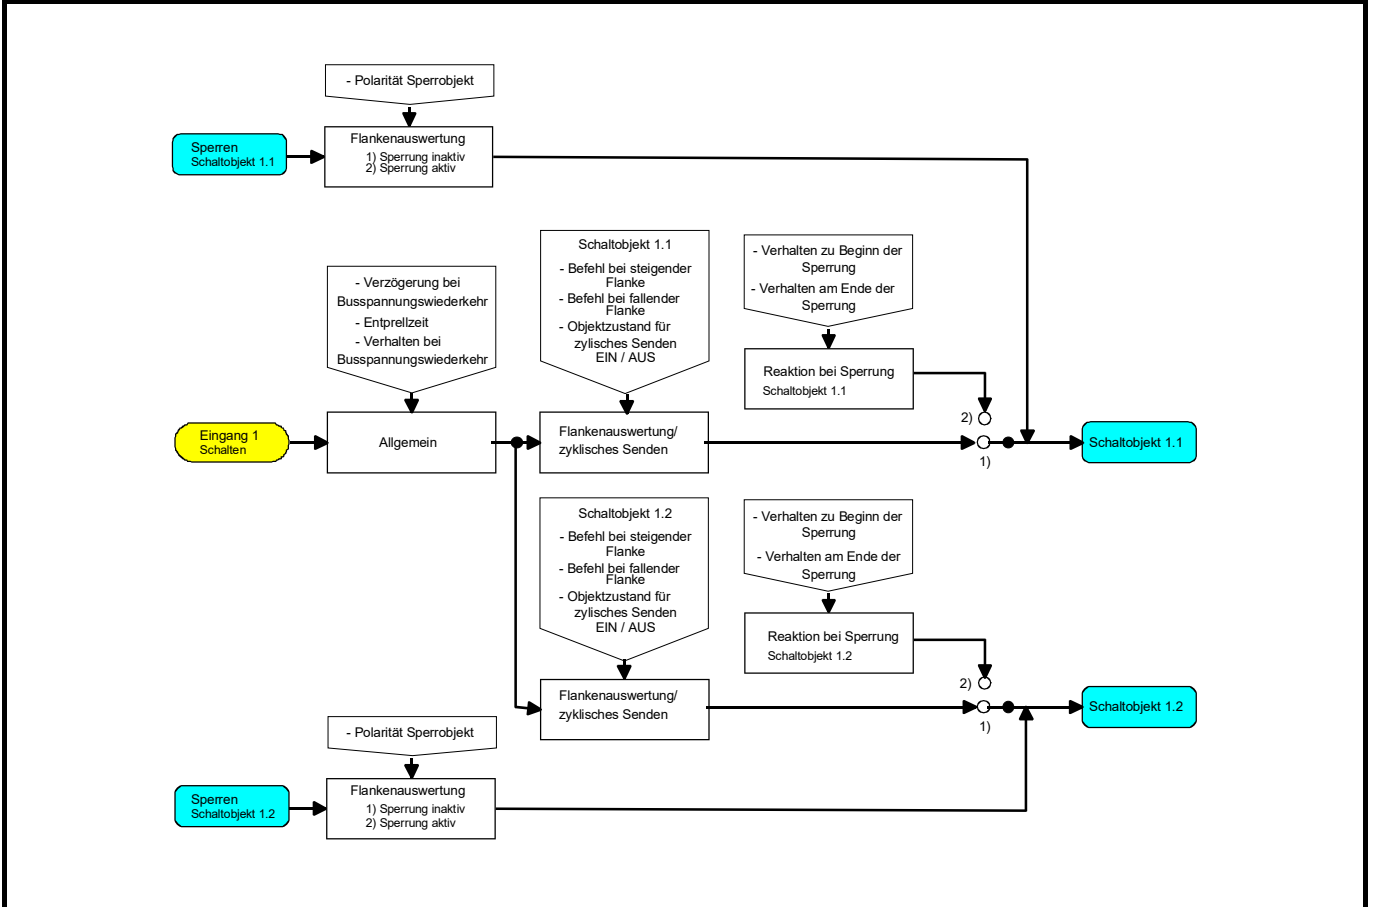 - Polarität Sperrobjekt
Sperren
Schaltobjekt 1.1
Flankenauswertung
1) Sperrung inaktiv
2) Sperrung aktiv
- Verzögerung bei
Busspannungswiederkehr
- Entprellzeit
- Verhalten bei
Busspannungswiederkehr
Schaltobjekt 1.1
- Befehl bei steigender
Flanke
- Befehl bei fallender
Flanke
- Objektzustand für
zylisches Senden
EIN / AUS
- Verhalten zu Beginn der
Sperrung
- Verhalten am Ende der
Sperrung
Reaktion bei Sperrung
Schaltobjekt 1.1
2)
Eingang 1
Schalten
Allgemein
Flankenauswertung/
zyklisches Senden
1)
Schaltobjekt 1.1
Schaltobjekt 1.2
- Befehl bei steigender
Flanke
- Befehl bei fallender
Flanke
- Objektzustand für
zylisches Senden
EIN / AUS
- Verhalten zu Beginn der
Sperrung
- Verhalten am Ende der
Sperrung
Reaktion bei Sperrung
Schaltobjekt 1.2
2)
Flankenauswertung/
zyklisches Senden
1)
Schaltobjekt 1.2
- Polarität Sperrobjekt
Sperren
Schaltobjekt 1.2
Flankenauswertung
1) Sperrung inaktiv
2) Sperrung aktiv